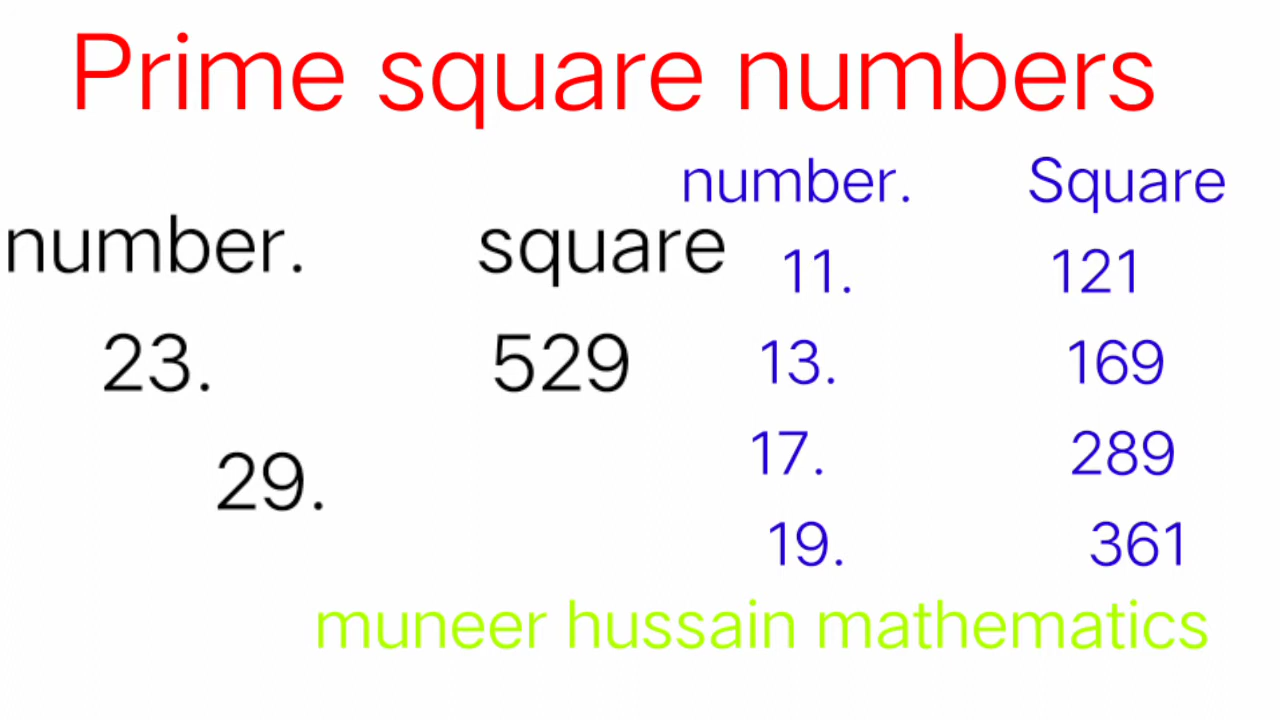 Prime square numbers
number. square
23. 529
29.
number. Square
11. 121
13. 169
17. 289
19. 361
muneer hussain mathematics